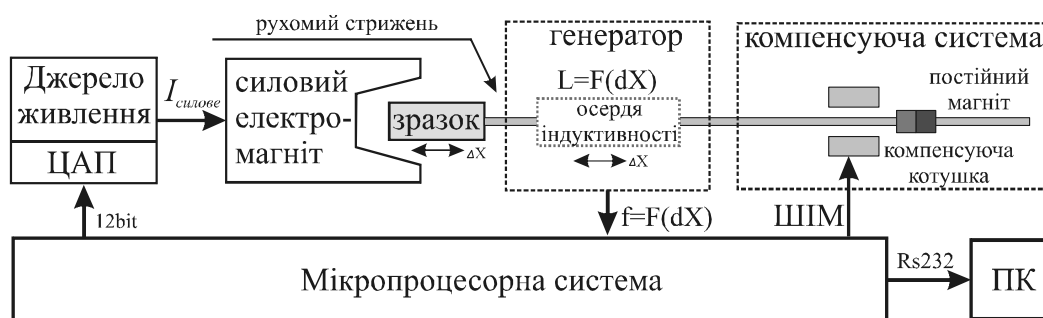 рухомий стрижень
генератор
компенсуюча система
Джерело
живлення
ЦАП
Iсилове
силовий
електро-
магніт
зразок
ΔX
L=F(dX)
осердя
індуктивності
ΔX
постійний
магніт
компенсуюча
котушка
12bit
f=F(dX)
ШІМ
Мікропроцесорна система
Rs232
ПК